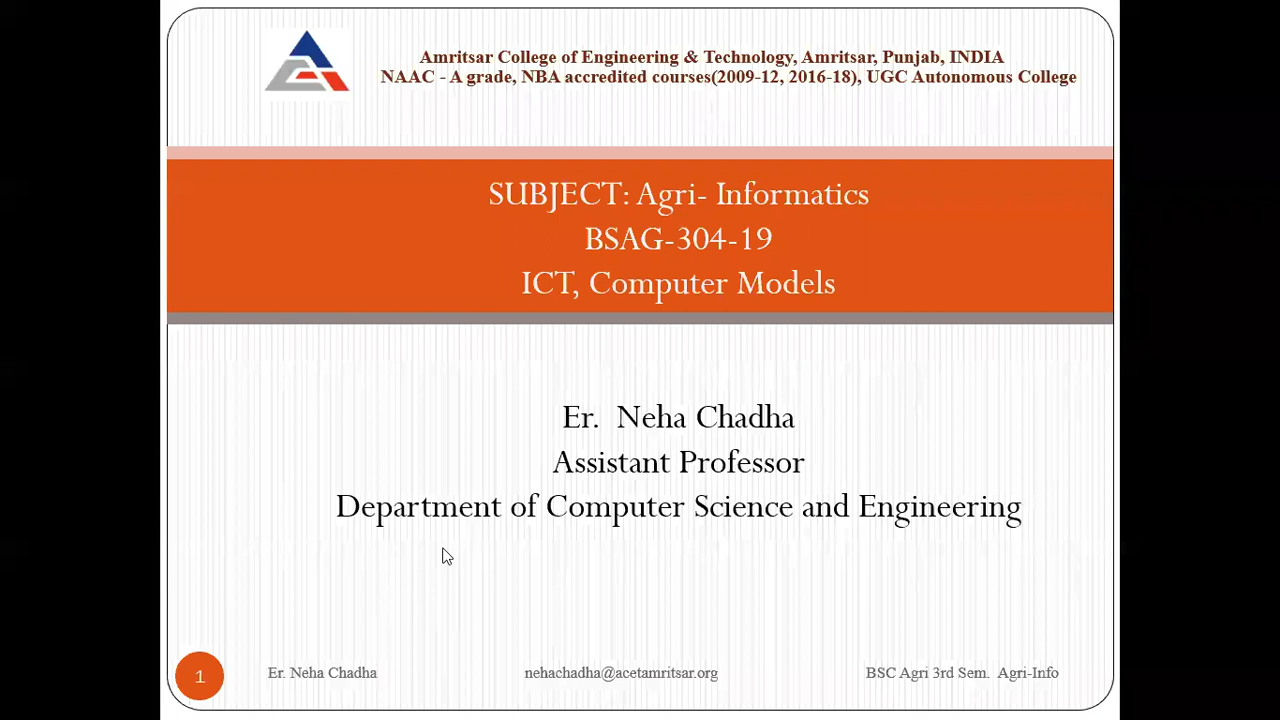 Amritsar College of Engineering & Technology, Amritsar, Punjab, INDIA
NAAC - A grade, NBA accredited courses(2009-12, 2016-18), UGC Autonomous College
SUBJECT: Agri- Informatics
BSAG-304-19
ICT, Computer Models
Er. Neha Chadha
Assistant Professor
Department of Computer Science and Engineering
1
Er. Neha Chadha
nehachadha@acetamritsar.org
BSC Agri 3rd Sem. Agri-Info